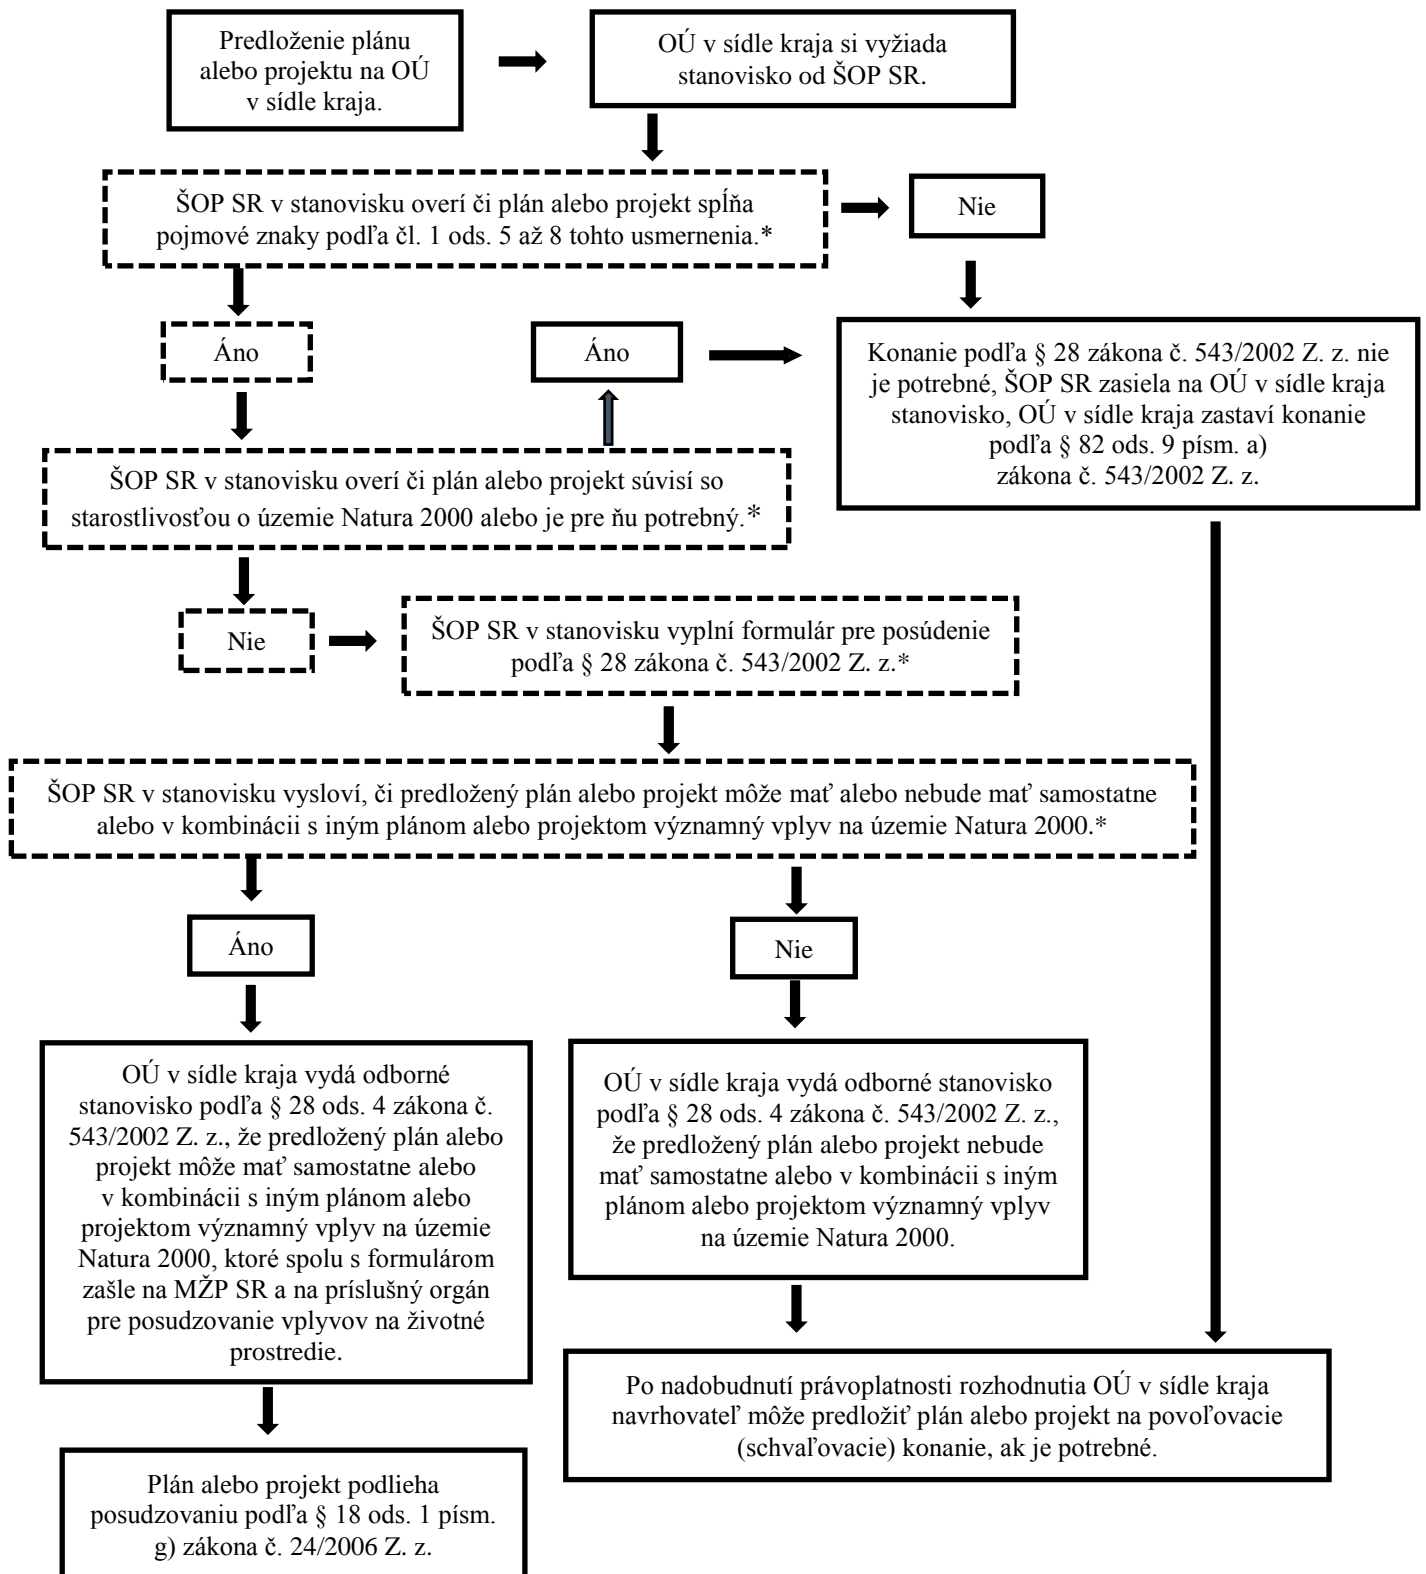 Predloženie plánu
alebo projektu na OÚ
v sídle kraja.
OÚ v sídle kraja si vyžiada
stanovisko od ŠOP SR.
ŠOP SR v stanovisku overí či plán alebo projekt spĺňa
pojmové znaky podľa čl. 1 ods. 5 až 8 tohto usmernenia.*
Nie
Áno
Áno
Konanie podľa § 28 zákona č. 543/2002 Z. z. nie
je potrebné, ŠOP SR zasiela na OÚ v sídle kraja
stanovisko, OÚ v sídle kraja zastaví konanie
podľa § 82 ods. 9 písm. a)
zákona č. 543/2002 Z. z.
ŠOP SR v stanovisku overí či plán alebo projekt súvisí so
starostlivosťou o územie Natura 2000 alebo je pre ňu potrebný.*
Nie
ŠOP SR v stanovisku vyplní formulár pre posúdenie
podľa § 28 zákona č. 543/2002 Z. z.*
ŠOP SR v stanovisku vysloví, či predložený plán alebo projekt môže mať alebo nebude mať samostatne
alebo v kombinácii s iným plánom alebo projektom významný vplyv na územie Natura 2000.*
Áno
Nie
OÚ v sídle kraja vydá odborné
stanovisko podľa § 28 ods. 4 zákona č.
543/2002 Z. z., že predložený plán alebo
projekt môže mať samostatne alebo
v kombinácii s iným plánom alebo
projektom významný vplyv na územie
Natura 2000, ktoré spolu s formulárom
zašle na MŽP SR a na príslušný orgán
pre posudzovanie vplyvov na životné
prostredie.
OÚ v sídle kraja vydá odborné stanovisko
podľa § 28 ods. 4 zákona č. 543/2002 Z. z.,
že predložený plán alebo projekt nebude
mať samostatne alebo v kombinácii s iným
plánom alebo projektom významný vplyv
na územie Natura 2000.
Po nadobudnutí právoplatnosti rozhodnutia OÚ v sídle kraja
navrhovateľ môže predložiť plán alebo projekt na povoľovacie
(schvaľovacie) konanie, ak je potrebné.
Plán alebo projekt podlieha
posudzovaniu podľa § 18 ods. 1 písm.
g) zákona č. 24/2006 Z. z.